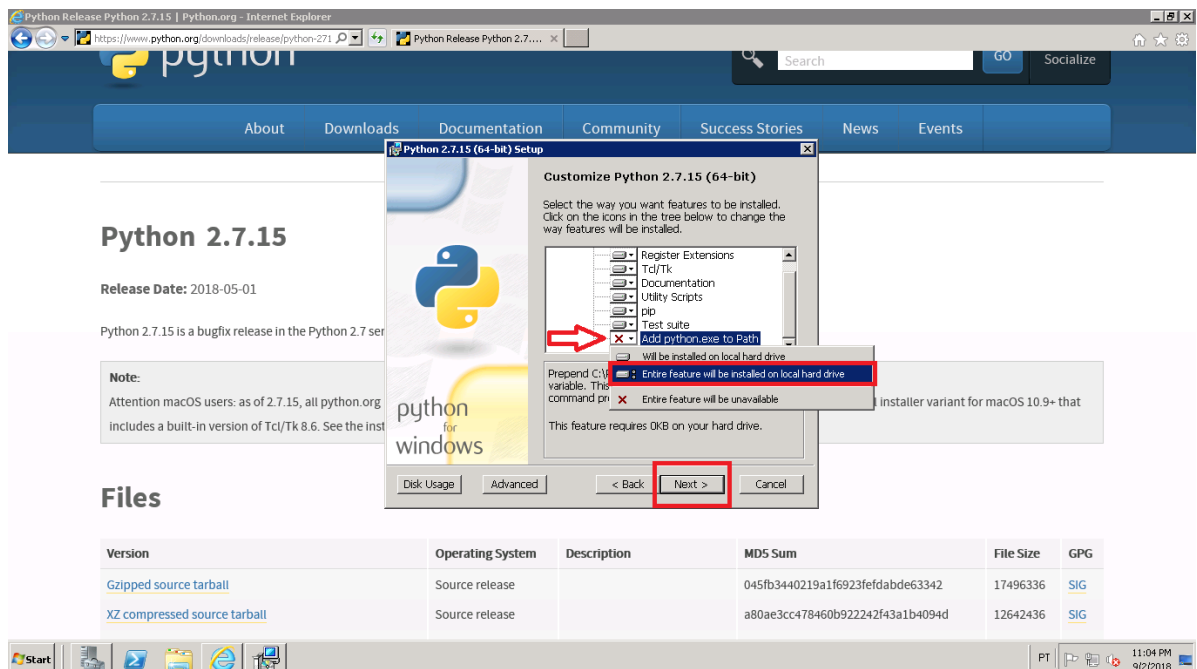 Python Release Python 2.7.15 | Python.org - Internet Explorer
https://www.python.org/downloads/release/python-271
Python Release Python 2.7....
python
Search
GO
Socialize
About Downloads Documentation Community Success Stories News Events
Python 2.7.15
Release Date: 2018-05-01
Python 2.7.15 is a bugfix release in the Python 2.7 ser
Note:
Attention macOS users: as of 2.7.15, all python.org
installer variant for macOS 10.9+ that
includes a built-in version of Tcl/Tk 8.6. See the inst
Python 2.7.15 (64-bit) Setup
Customize Python 2.7.15 (64-bit)
Select the way you want features to be installed.
Click on the icons in the tree below to change the
way features will be installed.
Register Extensions
Tcl/Tk
Documentation
Utility Scripts
pip
Test suite
Add python.exe to Path
Will be installed on local hard drive
Entire feature will be installed on local hard drive
Entire feature will be unavailable
Prepend C:\
variable. This
command pr
This feature requires 0KB on your hard drive.
python
for
windows
Disk Usage Advanced < Back Next > Cancel
Files
Version Operating System Description MD5 Sum File Size GPG
Gzipped source tarball Source release 045fb3440219a1f6923fefdabde63342 17496336 SIG
XZ compressed source tarball Source release a80ae3cc478460b922242f43a1b4094d 12642436 SIG
Start
PT
11:04 PM
9/2/2018